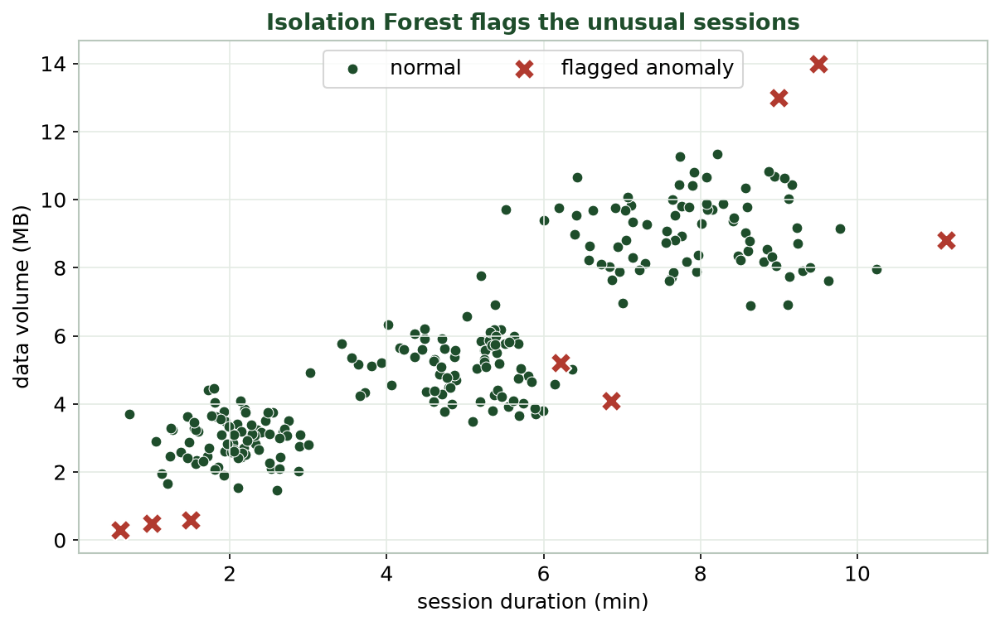 Isolation Forest flags the unusual sessions
normal
flagged anomaly
14
12
10
8
6
4
2
0
data volume (MB)
2
4
6
8
10
session duration (min)